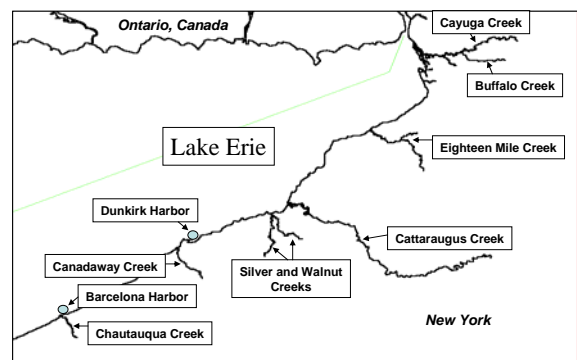 Ontario, Canada
Cayuga Creek
Buffalo Creek
Lake Erie
Eighteen Mile Creek
Dunkirk Harbor
Cattaraugus Creek
Canadaway Creek
Silver and Walnut
Creeks
Barcelona Harbor
New York
Chautauqua Creek